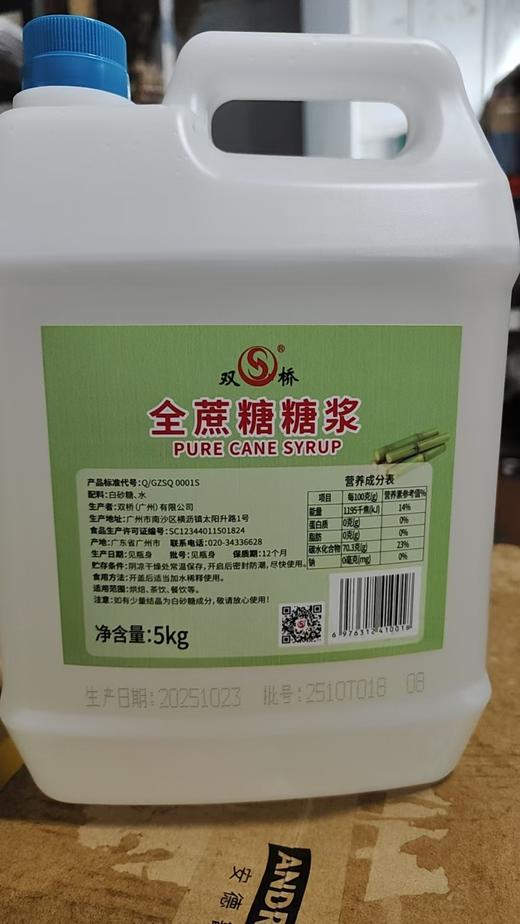 双 桥®
全蔗糖糖浆
PURE CANE SYRUP
产品标准代号：Q/GZSQ 0001S
配料：白砂糖、水
生产者：双桥(广州)有限公司
生产地址：广州市南沙区横沥镇太阳升路1号
食品生产许可证编号：SC12344011501824
产地：广东省广州市 联系电话：020-34336628
生产日期：见瓶身 批号：见瓶身 保质期：12个月
贮存条件：阴凉干燥处常温保存，开启后密封防潮，尽快使用。
食用方法：开盖后适当加水稀释使用。
适用范围：烘焙、茶饮、餐饮等。
注意：如有少量结晶为白砂糖成分，敬请放心使用！
净含量：5kg
营养成分表
项目 每100克(g) 营养素参考值%
能量 1195千焦(kJ) 14%
蛋白质 0克(g) 0%
脂肪 0克(g) 0%
碳水化合物 70.3克(g) 23%
钠 0毫克(mg) 0%
6 976312 410018
生产日期：20251023 批号：2510T018 08
ANDR
安德